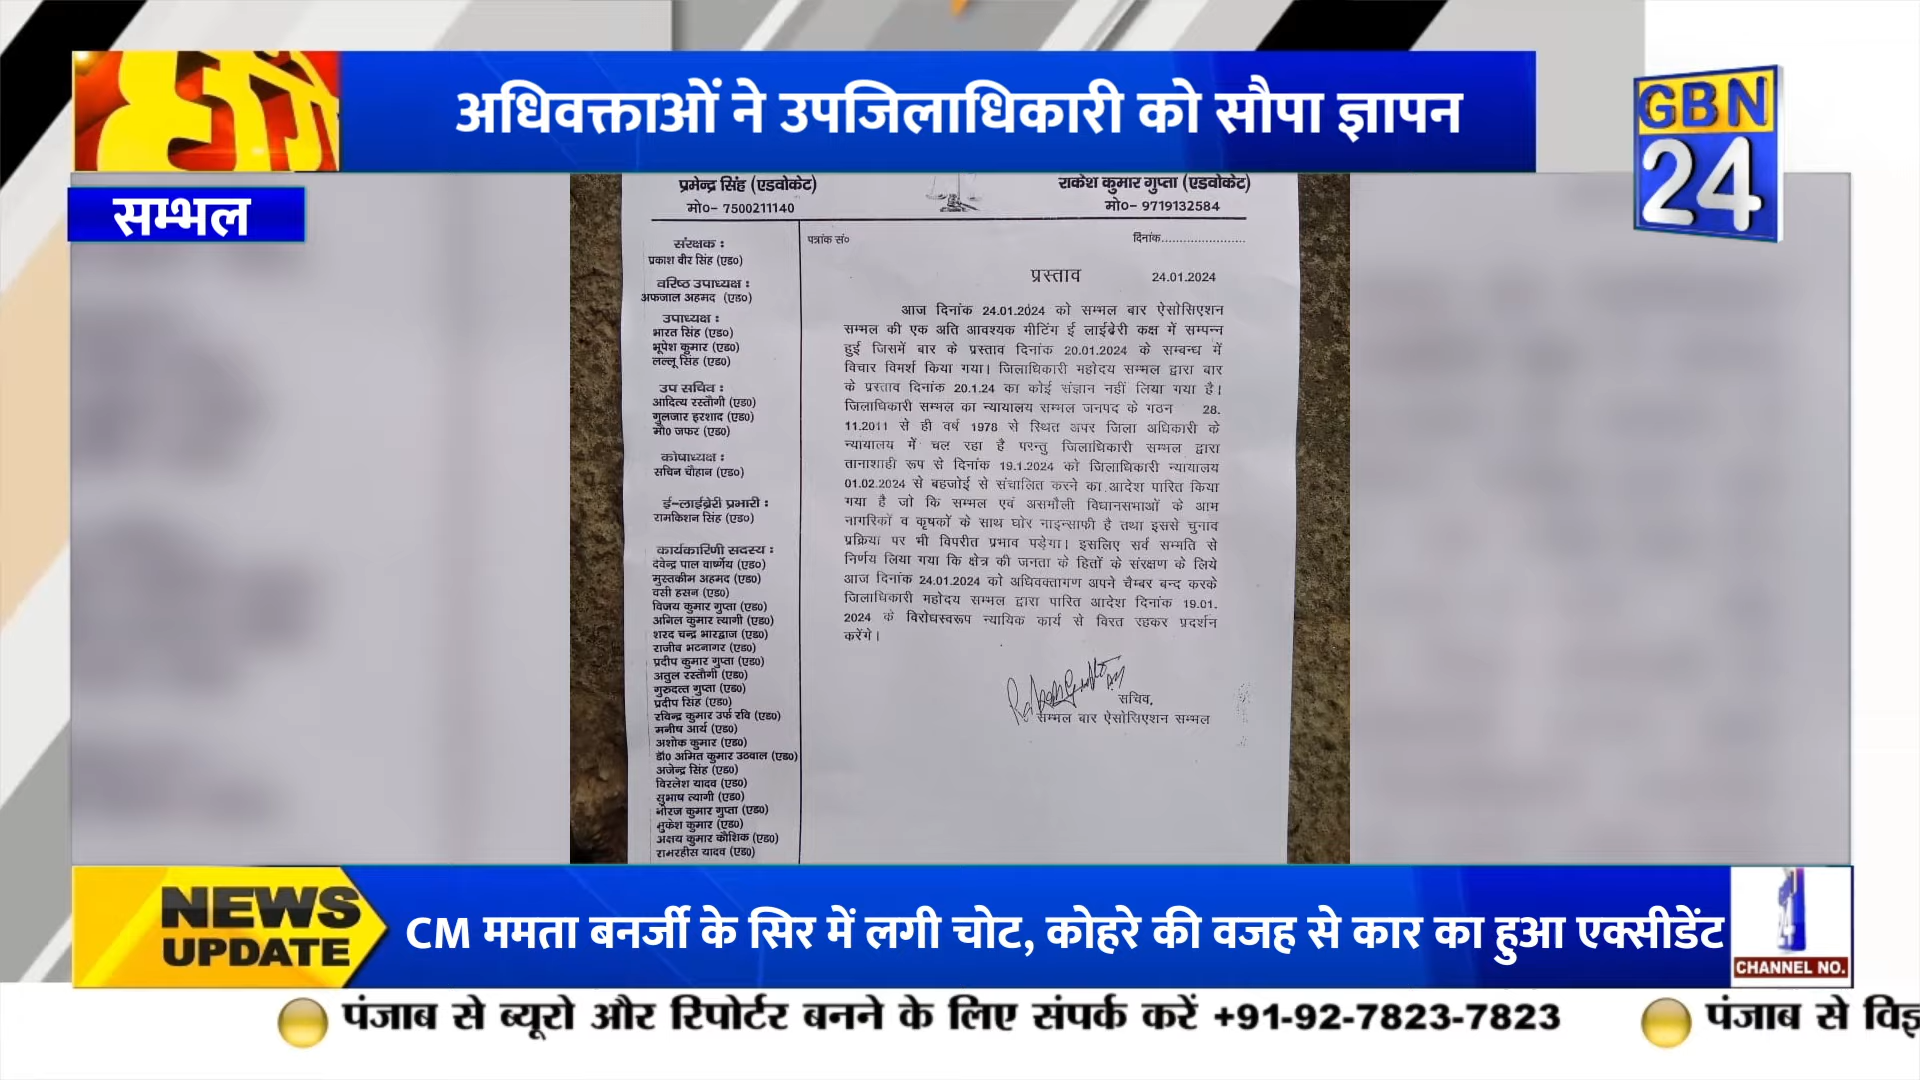 अधिवक्ताओं ने उपजिलाधिकारी को सौपा ज्ञापन
GBN
24
सम्भल
प्रमेन्द्र सिंह (एडवोकेट)
मो०- 7500211140
राकेश कुमार गुप्ता (एडवोकेट)
मो०- 9719132584
संरक्षक :
प्रकाश वीर सिंह (एड०)
वरिष्ठ उपाध्यक्ष :
अफजाल अहमद (एड०)
उपाध्यक्ष :
भारत सिंह (एड०)
भूपेश कुमार (एड०)
लल्लू सिंह (एड०)
उप सचिव :
आदित्य रस्तौगी (एड०)
गुलजार इरशाद (एड०)
मौ० जफर (एड०)
कोषाध्यक्ष :
सचिन चौहान (एड०)
ई-लाईब्रेरी प्रभारी :
रामकिशन सिंह (एड०)
कार्यकारिणी सदस्य :
देवेन्द्र पाल वार्ष्णेय (एड०)
मुस्तकीम अहमद (एड०)
वसी हसन (एड०)
विजय कुमार गुप्ता (एड०)
अनिल कुमार त्यागी (एड०)
शरद चन्द्र भारद्वाज (एड०)
राजीव भटनागर (एड०)
प्रदीप कुमार गुप्ता (एड०)
अतुल रस्तौगी (एड०)
गुरुदत्त गुप्ता (एड०)
प्रदीप सिंह (एड०)
रविन्द्र कुमार उर्फ रवि (एड०)
मनीष आर्य (एड०)
अशोक कुमार (एड०)
डॉ० अमित कुमार उठवाल (एड०)
अजेन्द्र सिंह (एड०)
विरलेश यादव (एड०)
सुभाष त्यागी (एड०)
नीरज कुमार गुप्ता (एड०)
मुकेश कुमार (एड०)
अक्षय कुमार कौशिक (एड०)
रामरहीस यादव (एड०)
पत्रांक सं०
दिनांक.......................
प्रस्ताव 24.01.2024
आज दिनांक 24.01.2024 को सम्भल बार ऐसोसिएशन
सम्भल की एक अति आवश्यक मीटिंग ई लाईब्रेरी कक्ष में सम्पन्न
हुई जिसमें बार के प्रस्ताव दिनांक 20.01.2024 के सम्बन्ध में
विचार विमर्श किया गया। जिलाधिकारी महोदय सम्भल द्वारा बार
के प्रस्ताव दिनांक 20.1.24 का कोई संज्ञान नहीं लिया गया है।
जिलाधिकारी सम्भल का न्यायालय सम्भल जनपद के गठन 28.
11.2011 से ही वर्ष 1978 से स्थित अपर जिला अधिकारी के
न्यायालय में चल रहा है परन्तु जिलाधिकारी सम्भल द्वारा
तानाशाही रूप से दिनांक 19.1.2024 को जिलाधिकारी न्यायालय
01.02.2024 से बहजोई से संचालित करने का आदेश पारित किया
गया है जो कि सम्भल एवं असमौली विधानसभाओं के आम
नागरिकों व कृषकों के साथ घोर नाइन्साफी है तथा इससे चुनाव
प्रक्रिया पर भी विपरीत प्रभाव पड़ेगा। इसलिए सर्व सम्मति से
निर्णय लिया गया कि क्षेत्र की जनता के हितों के संरक्षण के लिये
आज दिनांक 24.01.2024 को अधिवक्तागण अपने चैम्बर बन्द करके
जिलाधिकारी महोदय सम्भल द्वारा पारित आदेश दिनांक 19.01.
2024 के विरोधस्वरूप न्यायिक कार्य से विरत रहकर प्रदर्शन
करेंगे।
सचिव,
सम्भल बार ऐसोसिएशन सम्भल
NEWS
UPDATE
CM ममता बनर्जी के सिर में लगी चोट, कोहरे की वजह से कार का हुआ एक्सीडेंट
24
CHANNEL NO.
पंजाब से ब्यूरो और रिपोर्टर बनने के लिए संपर्क करें +91-92-7823-7823
पंजाब से